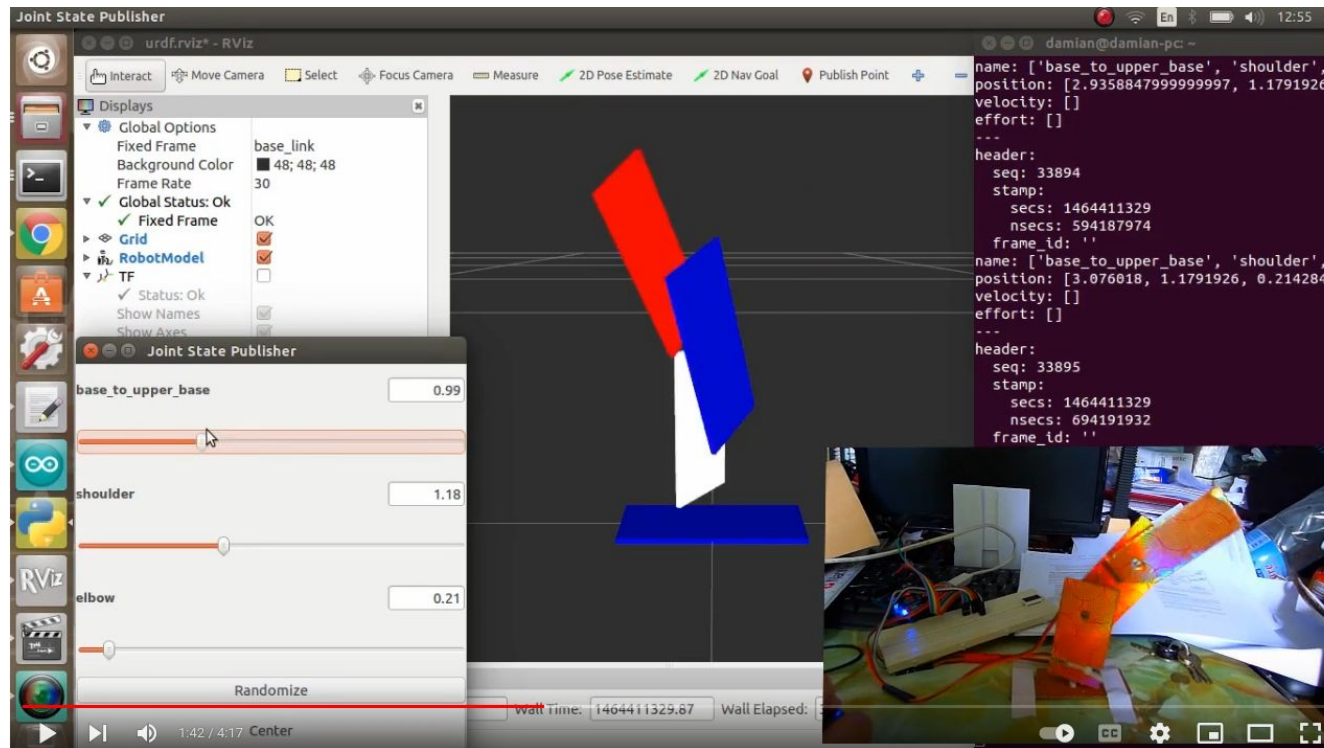 Joint State Publisher
En
12:55
urdf.rviz* - RViz
damian@damian-pc: ~
Interact Move Camera Select Focus Camera Measure 2D Pose Estimate 2D Nav Goal Publish Point
Displays
Global Options
Fixed Frame base_link
Background Color 48; 48; 48
Frame Rate 30
Global Status: Ok
Fixed Frame OK
Grid
RobotModel
TF
Status: Ok
Show Names
Show Axes
Joint State Publisher
base_to_upper_base 0.99
shoulder 1.18
elbow 0.21
Randomize
Center
RViz
Wall Time: 1464411329.87 Wall Elapsed:
name: ['base_to_upper_base', 'shoulder',
position: [2.9358847999999997, 1.1791926
velocity: []
effort: []
---
header:
seq: 33894
stamp:
secs: 1464411329
nsecs: 594187974
frame_id: ''
name: ['base_to_upper_base', 'shoulder',
position: [3.076018, 1.1791926, 0.214284
velocity: []
effort: []
---
header:
seq: 33895
stamp:
secs: 1464411329
nsecs: 694191932
frame_id: ''
1:42 / 4:17
CC